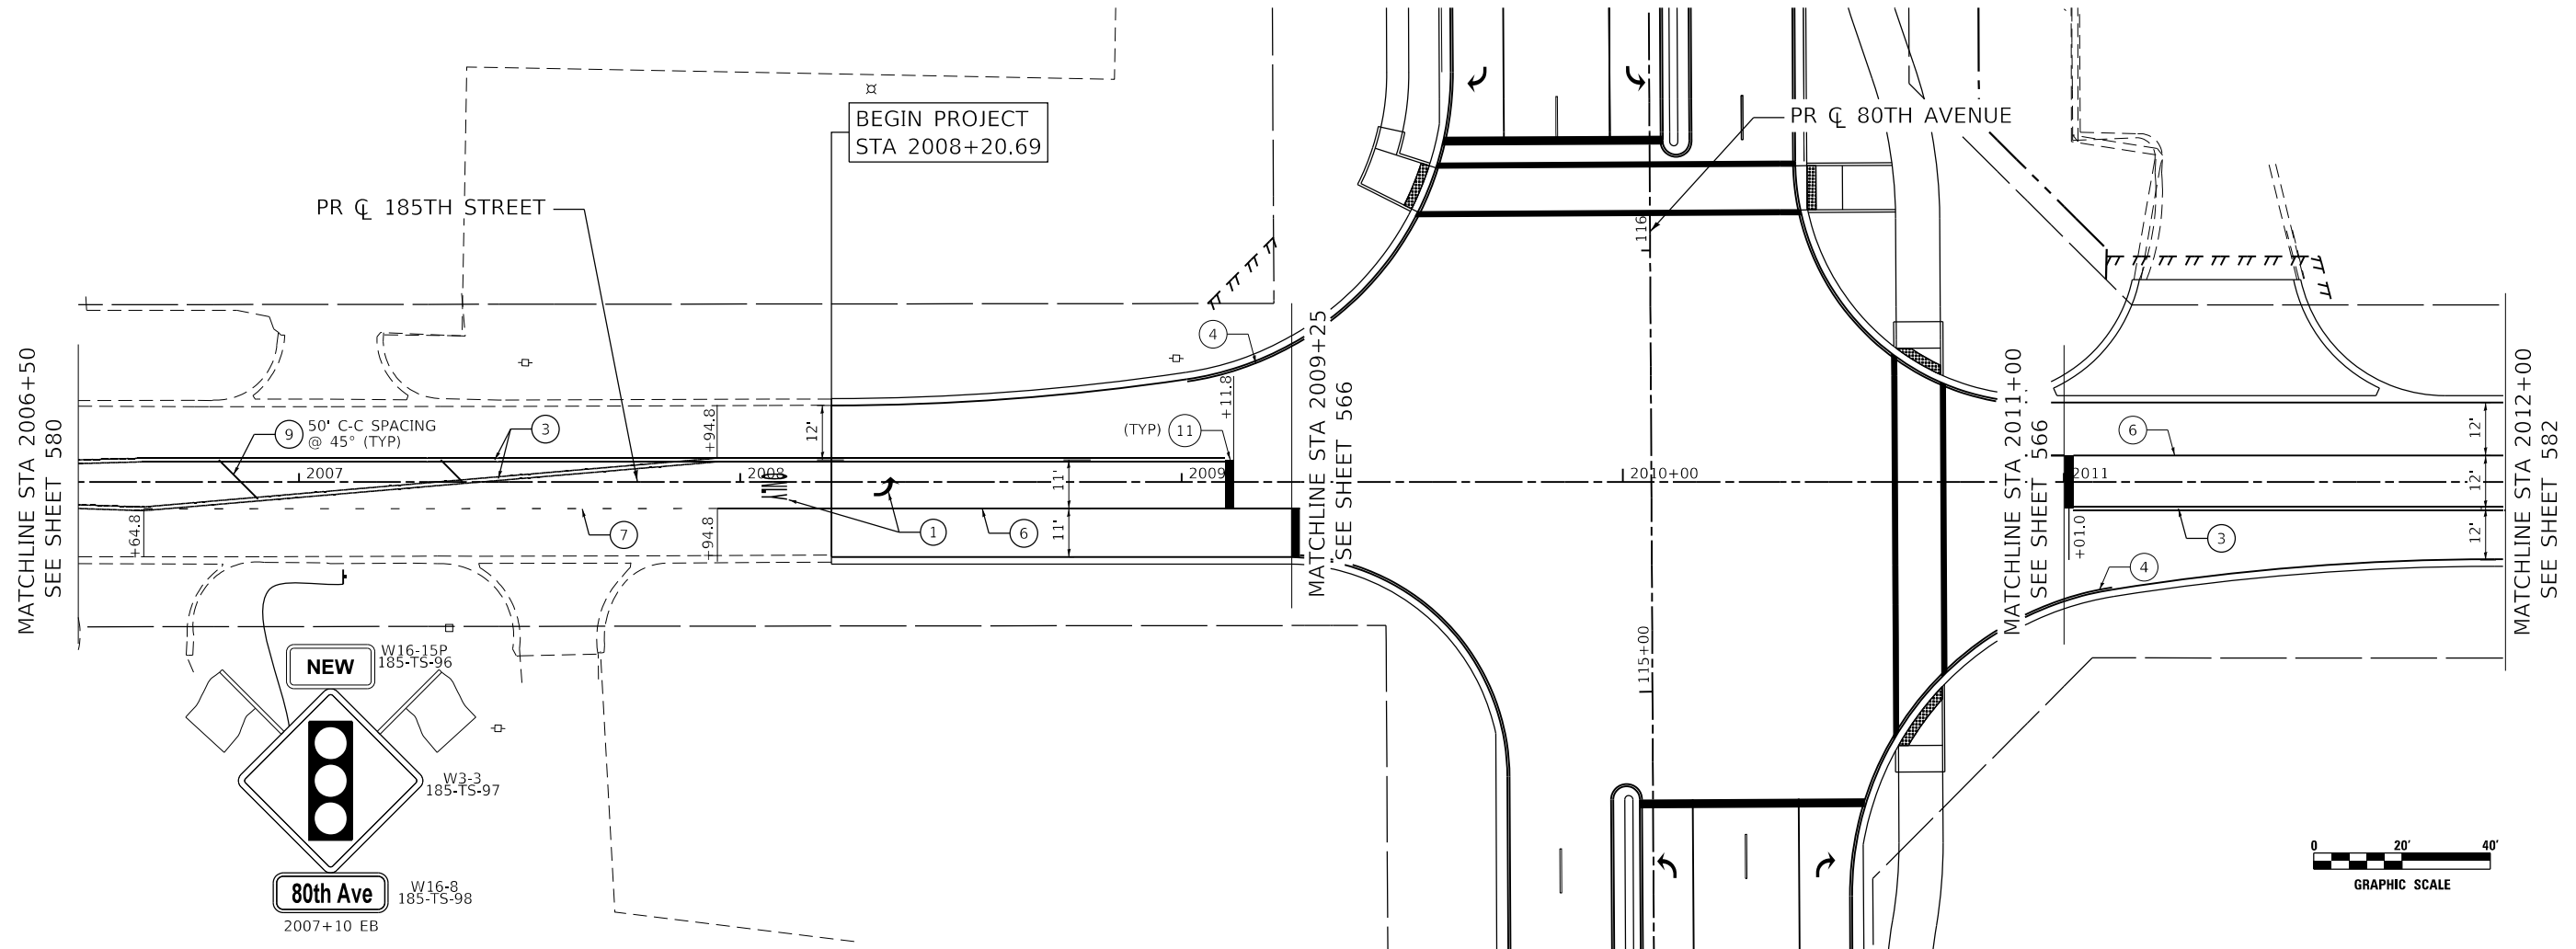 BEGIN PROJECT
STA 2008+20.69
PR ℄ 80TH AVENUE
PR ℄ 185TH STREET
116
MATCHLINE STA 2006+50
SEE SHEET 580
9
50' C-C SPACING
@ 45° (TYP)
3
+94.8
12'
4
+11.8
(TYP)
11
MATCHLINE STA 2009+25
SEE SHEET 566
MATCHLINE STA 2011+00
SEE SHEET 566
6
12'
MATCHLINE STA 2012+00
SEE SHEET 582
2007
2008
ONLY
11'
2009
2010+00
2011
12'
+64.8
7
+94.8
1
6
11'
+01.0
3
12'
4
115+00
NEW
W16-15P
185-TS-96
W3-3
185-TS-97
80th Ave
W16-8
185-TS-98
2007+10 EB
0 20' 40'
GRAPHIC SCALE